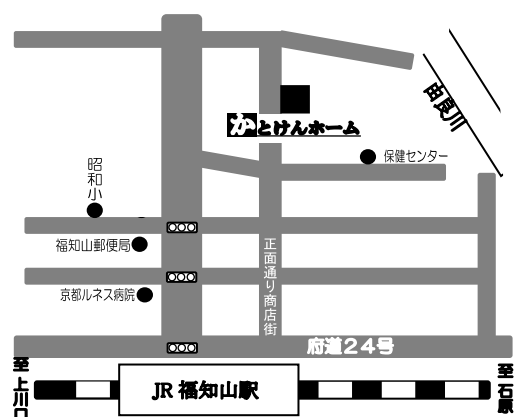 由良川
かとけんホーム
保健センター
昭和小
福知山郵便局
正面通り商店街
京都ルネス病院
府道24号
至上川口
JR 福知山駅
至石原